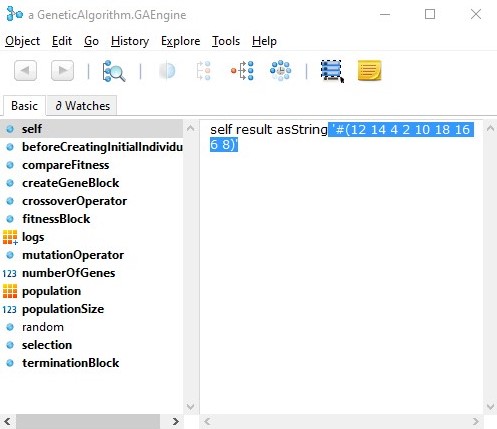 a GeneticAlgorithm.GAEngine
Object Edit Go History Explore Tools Help
Basic ∂ Watches
self
beforeCreatingInitialIndividu
compareFitness
createGeneBlock
crossoverOperator
fitnessBlock
logs
mutationOperator
123 numberOfGenes
population
123 populationSize
random
selection
terminationBlock
self result asString '#(12 14 4 2 10 18 16
6 8)'